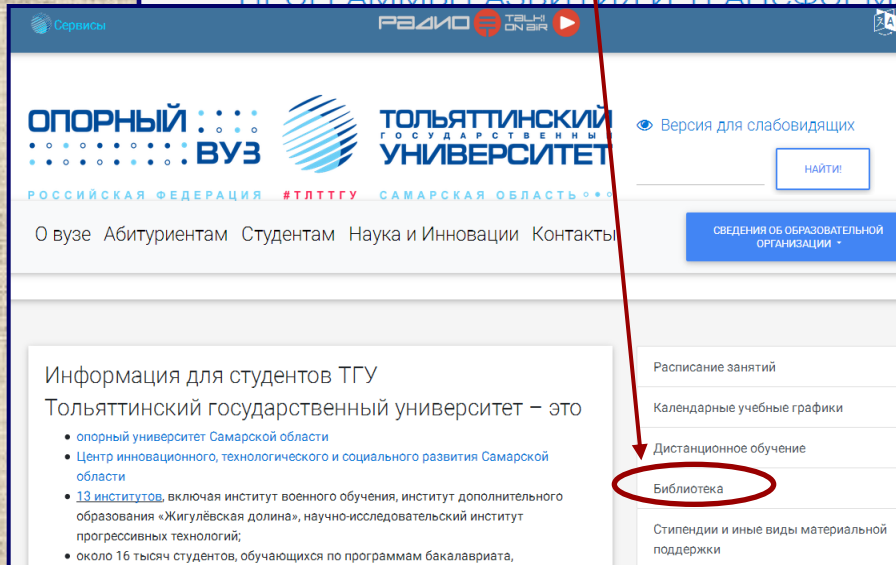 Сервисы
РАДИО TALK! ON AIR
ОПОРНЫЙ
ВУЗ
РОССИЙСКАЯ ФЕДЕРАЦИЯ #ТЛТТГУ САМАРСКАЯ ОБЛАСТЬ
ТОЛЬЯТТИНСКИЙ
ГОСУДАРСТВЕННЫЙ
УНИВЕРСИТЕТ
Версия для слабовидящих
НАЙТИ!
О вузе Абитуриентам Студентам Наука и Инновации Контакты
СВЕДЕНИЯ ОБ ОБРАЗОВАТЕЛЬНОЙ
ОРГАНИЗАЦИИ
Информация для студентов ТГУ
Тольяттинский государственный университет – это
опорный университет Самарской области
Центр инновационного, технологического и социального развития Самарской
области
13 институтов, включая институт военного обучения, институт дополнительного
образования «Жигулёвская долина», научно-исследовательский институт
прогрессивных технологий;
около 16 тысяч студентов, обучающихся по программам бакалавриата,
Расписание занятий
Календарные учебные графики
Дистанционное обучение
Библиотека
Стипендии и иные виды материальной
поддержки